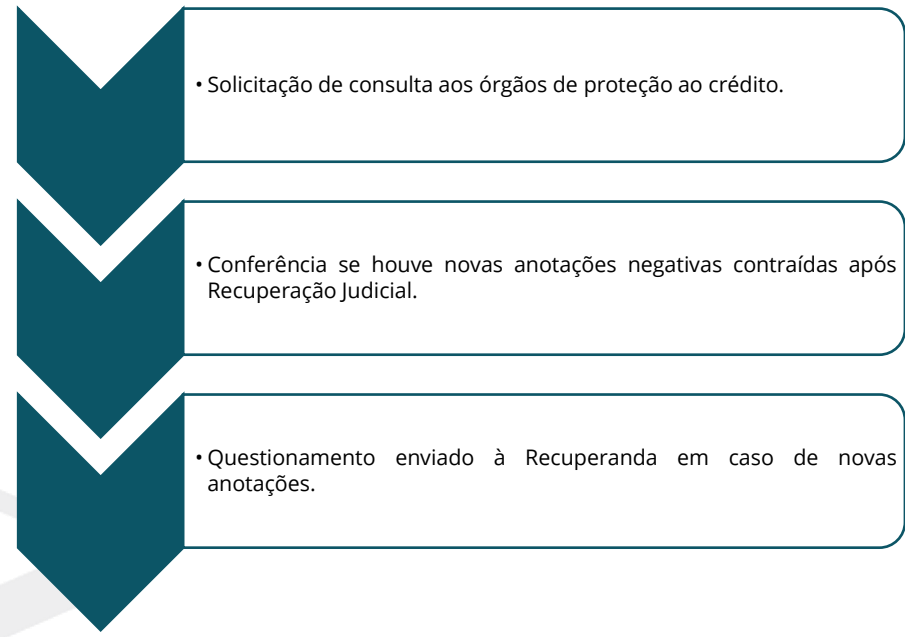 • Solicitação de consulta aos órgãos de proteção ao crédito.
• Conferência se houve novas anotações negativas contraídas após
Recuperação Judicial.
• Questionamento enviado à Recuperanda em caso de novas
anotações.